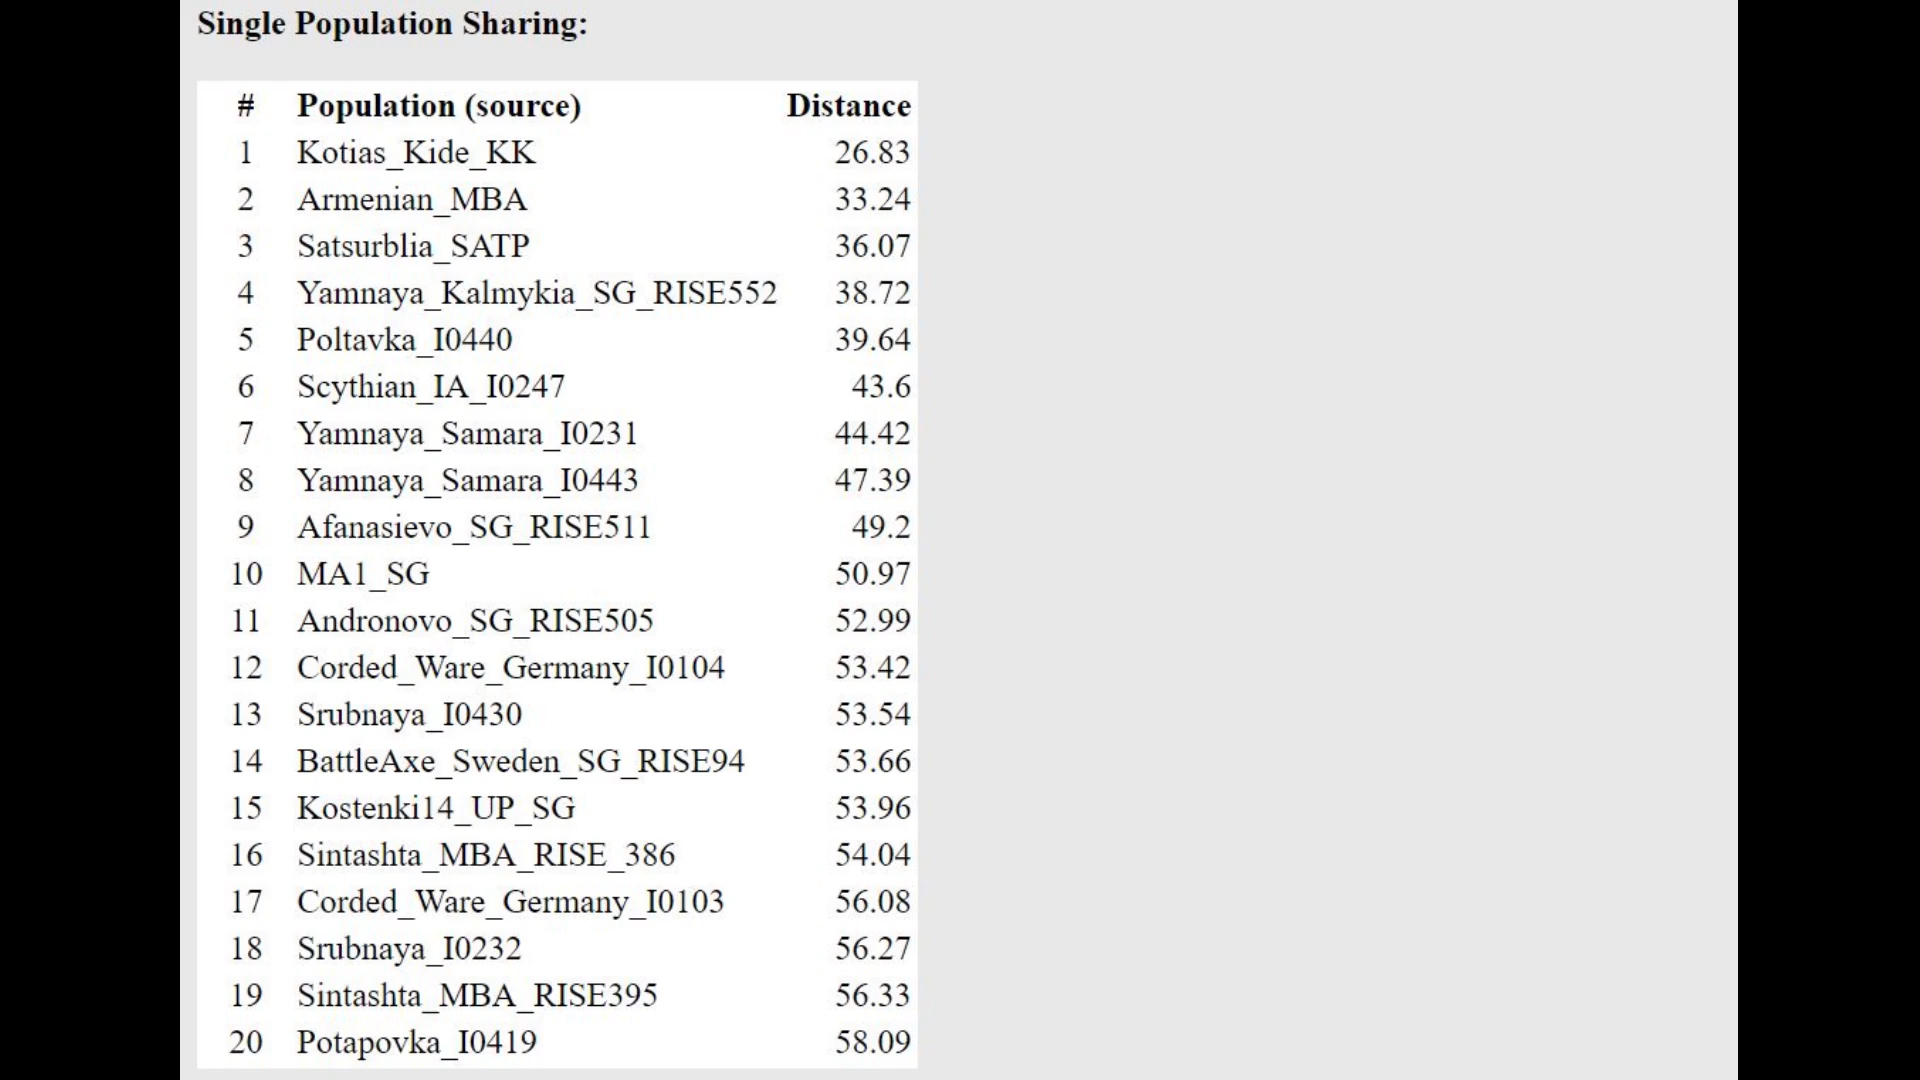 Single Population Sharing:
# Population (source) Distance
1 Kotias_Kide_KK 26.83
2 Armenian_MBA 33.24
3 Satsurblia_SATP 36.07
4 Yamnaya_Kalmykia_SG_RISE552 38.72
5 Poltavka_I0440 39.64
6 Scythian_IA_I0247 43.6
7 Yamnaya_Samara_I0231 44.42
8 Yamnaya_Samara_I0443 47.39
9 Afanasievo_SG_RISE511 49.2
10 MA1_SG 50.97
11 Andronovo_SG_RISE505 52.99
12 Corded_Ware_Germany_I0104 53.42
13 Srubnaya_I0430 53.54
14 BattleAxe_Sweden_SG_RISE94 53.66
15 Kostenki14_UP_SG 53.96
16 Sintashta_MBA_RISE_386 54.04
17 Corded_Ware_Germany_I0103 56.08
18 Srubnaya_I0232 56.27
19 Sintashta_MBA_RISE395 56.33
20 Potapovka_I0419 58.09